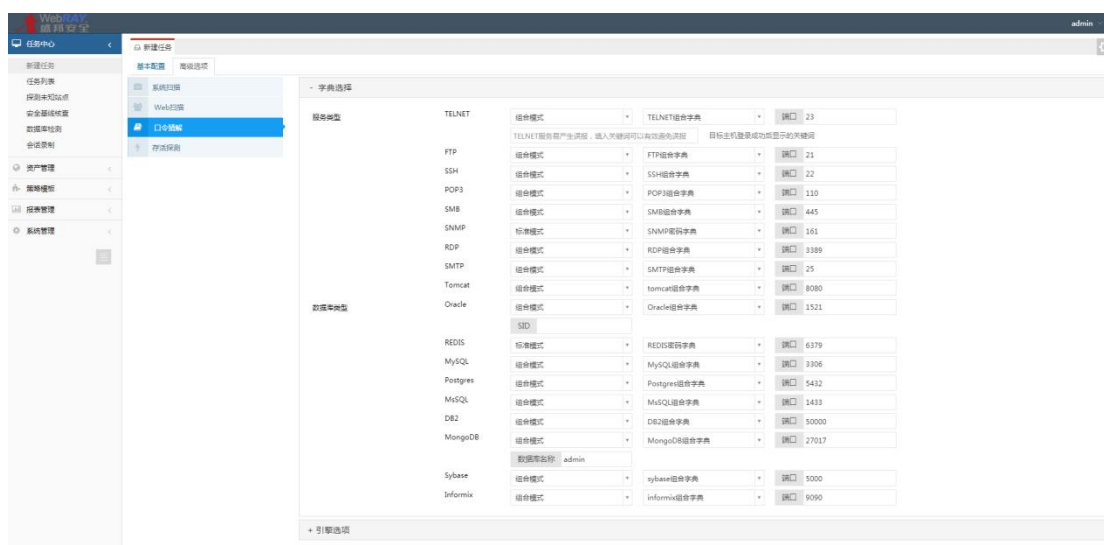 WebRAY
盛邦安全
admin
任务中心
新建任务
任务列表
探测未知站点
安全基线核查
数据库检测
会话录制
资产管理
策略模板
报表管理
系统管理
新建任务
基本配置 高级选项
系统扫描
Web扫描
口令猜解
存活探测
- 字典选择
服务类型 TELNET 组合模式 TELNET组合字典 端口 23
TELNET服务易产生误报，填入关键词可以有效避免误报 目标主机登录成功后显示的关键词
FTP 组合模式 FTP组合字典 端口 21
SSH 组合模式 SSH组合字典 端口 22
POP3 组合模式 POP3组合字典 端口 110
SMB 组合模式 SMB组合字典 端口 445
SNMP 标准模式 SNMP密码字典 端口 161
RDP 组合模式 RDP组合字典 端口 3389
SMTP 组合模式 SMTP组合字典 端口 25
Tomcat 组合模式 tomcat组合字典 端口 8080
数据库类型 Oracle 组合模式 Oracle组合字典 端口 1521
SID
REDIS 标准模式 REDIS密码字典 端口 6379
MySQL 组合模式 MySQL组合字典 端口 3306
Postgres 组合模式 Postgres组合字典 端口 5432
MsSQL 组合模式 MsSQL组合字典 端口 1433
DB2 组合模式 DB2组合字典 端口 50000
MongoDB 组合模式 MongoDB组合字典 端口 27017
数据库名称 admin
Sybase 组合模式 sybase组合字典 端口 5000
Informix 组合模式 informix组合字典 端口 9090
+ 引擎选项